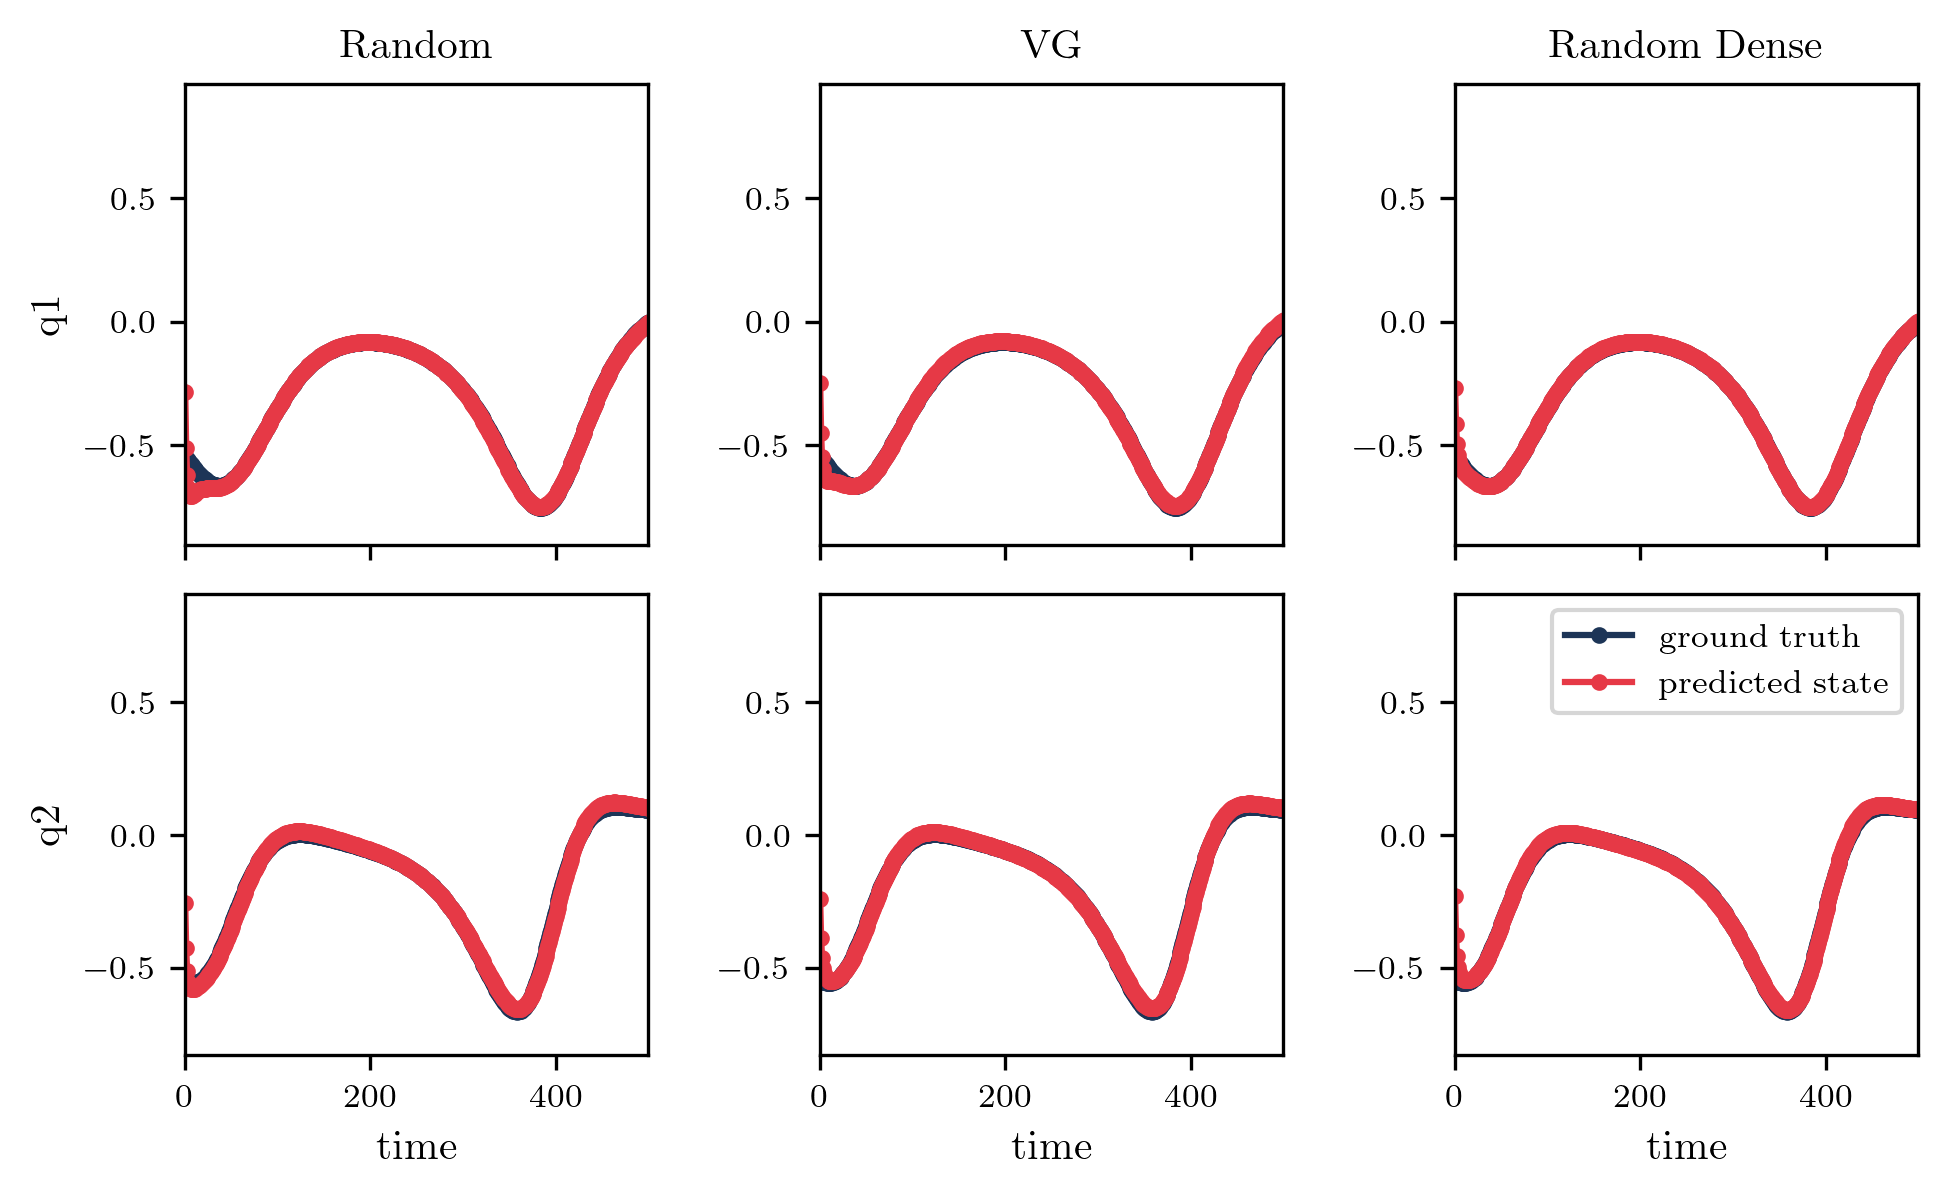 Random VG Random Dense
q1
0.5 0.5 0.5
0.0 0.0 0.0
−0.5 −0.5 −0.5
q2
ground truth
predicted state
0.5 0.5 0.5
0.0 0.0 0.0
−0.5 −0.5 −0.5
0 200 400 0 200 400 0 200 400
time time time